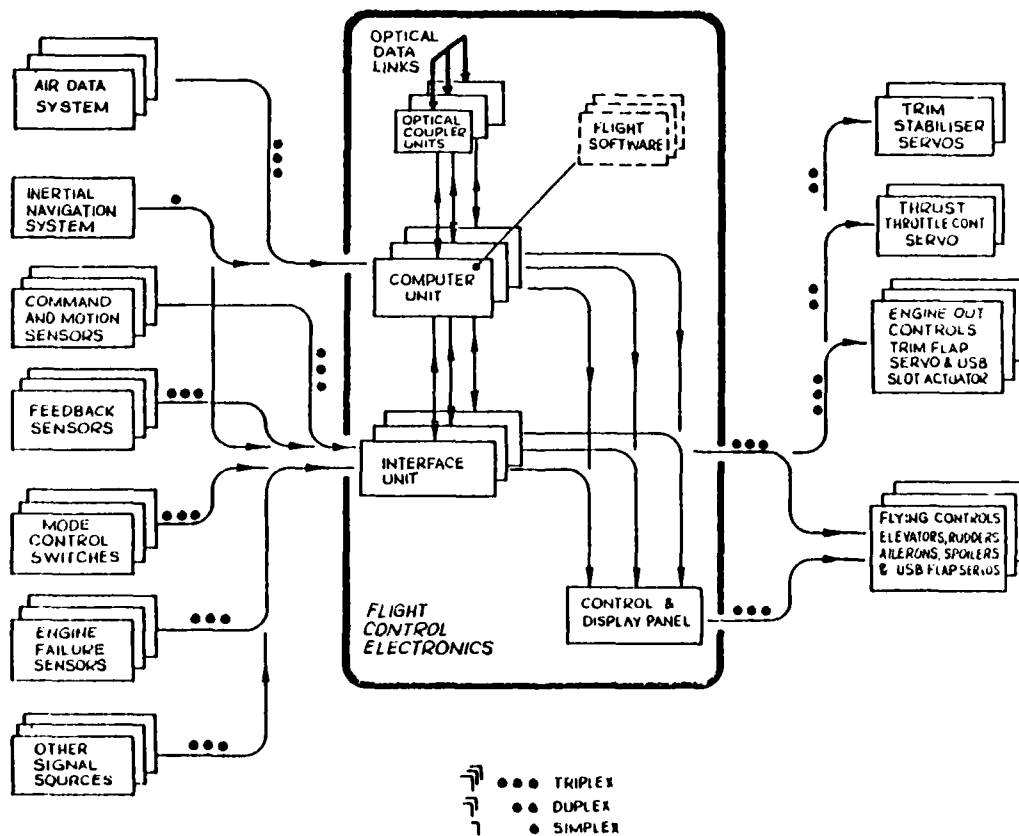 OPTICAL
DATA
LINKS
AIR DATA
SYSTEM
OPTICAL
COUPLER
UNITS
FLIGHT
SOFTWARE
TRIM
STABILISER
SERVOS
INERTIAL
NAVIGATION
SYSTEM
THRUST
THROTTLE CONT
SERVO
COMPUTER
UNIT
COMMAND
AND MOTION
SENSORS
ENGINE OUT
CONTROLS
TRIM FLAP
SERVO & USB
SLOT ACTUATOR
FEEDBACK
SENSORS
INTERFACE
UNIT
MODE
CONTROL
SWITCHES
FLYING CONTROLS
ELEVATORS, RUDDERS
AILERONS, SPOILERS
& USB FLAP SERVOS
CONTROL &
DISPLAY PANEL
ENGINE
FAILURE
SENSORS
FLIGHT
CONTROL
ELECTRONICS
OTHER
SIGNAL
SOURCES
TRIPLEX
DUPLEX
SIMPLEX